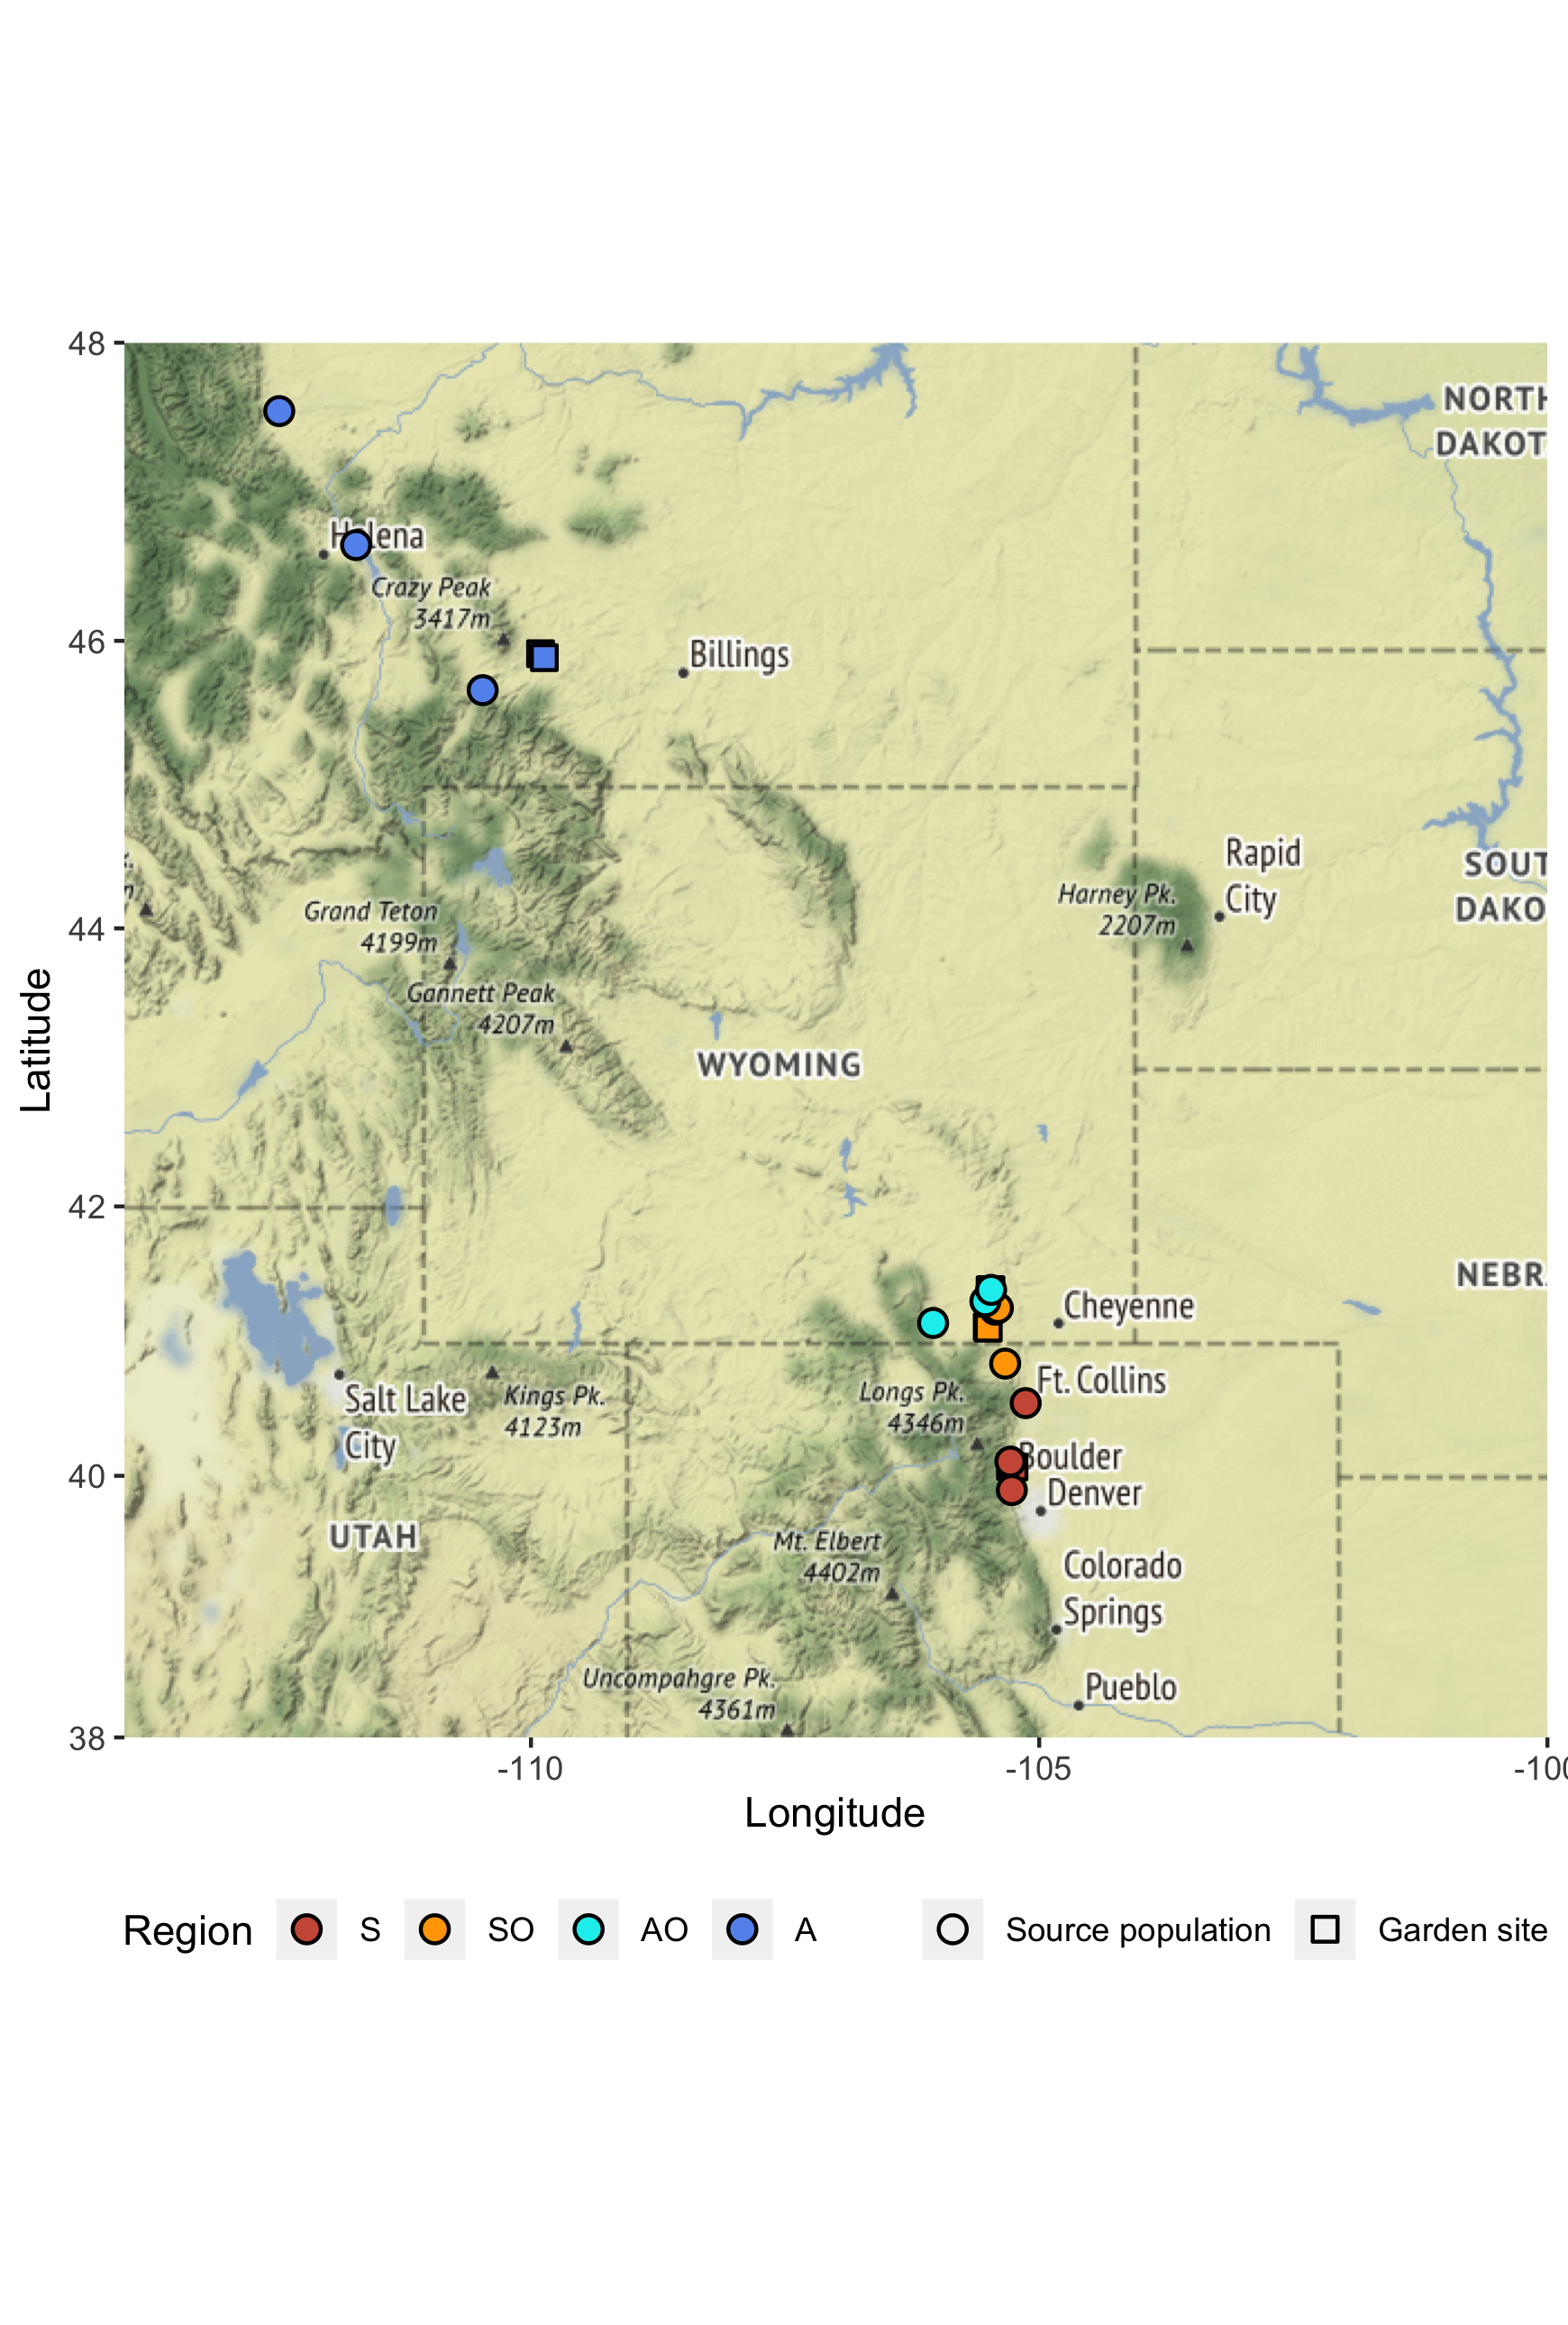 48
NORTH
DAKOT
Helena
Crazy Peak
3417m
46
Billings
Rapid
City
SOUT
DAKO
Harney Pk.
2207m
44
Grand Teton
4199m
Gannett Peak
4207m
WYOMING
Latitude
42
NEBR
Cheyenne
Ft. Collins
Longs Pk.
4346m
Kings Pk.
4123m
Salt Lake
City
Boulder
40
Denver
UTAH
Mt. Elbert
4402m
Colorado
Springs
Uncompahgre Pk.
4361m
Pueblo
38
-110
-105
-100
Longitude
Region S SO AO A Source population Garden site